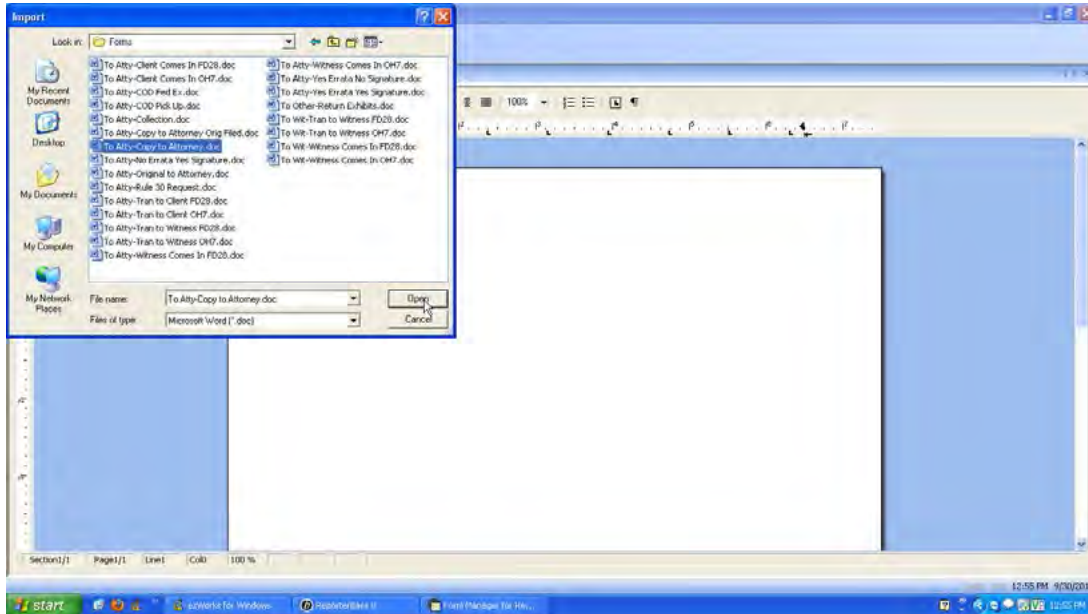 Import
Look in: Forms
My Recent Documents
Desktop
My Documents
My Computer
My Network Places
To Atty-Client Comes In FD28.doc
To Atty-Client Comes In OH7.doc
To Atty-COD Fed Ex.doc
To Atty-COD Pick Up.doc
To Atty-Collection.doc
To Atty-Copy to Attorney Orig Filed.doc
To Atty-Copy to Attorney.doc
To Atty-No Errata Yes Signature.doc
To Atty-Original to Attorney.doc
To Atty-Rule 30 Request.doc
To Atty-Tran to Client FD28.doc
To Atty-Tran to Client OH7.doc
To Atty-Tran to Witness FD28.doc
To Atty-Tran to Witness OH7.doc
To Atty-Witness Comes In FD28.doc
To Atty-Witness Comes In OH7.doc
To Atty-Yes Errata No Signature.doc
To Atty-Yes Errata Yes Signature.doc
To Other-Return Exhibits.doc
To Wit-Tran to Witness FD28.doc
To Wit-Tran to Witness OH7.doc
To Wit-Witness Comes In FD28.doc
To Wit-Witness Comes In OH7.doc
File name: To Atty-Copy to Attorney.doc Open
Files of type: Microsoft Word (*.doc) Cancel
100%
Section1/1 Page1/1 Line1 Col0 100 %
12:55 PM
start ezWorks for Windows ReporterBase Form Manager for
12:55 PM